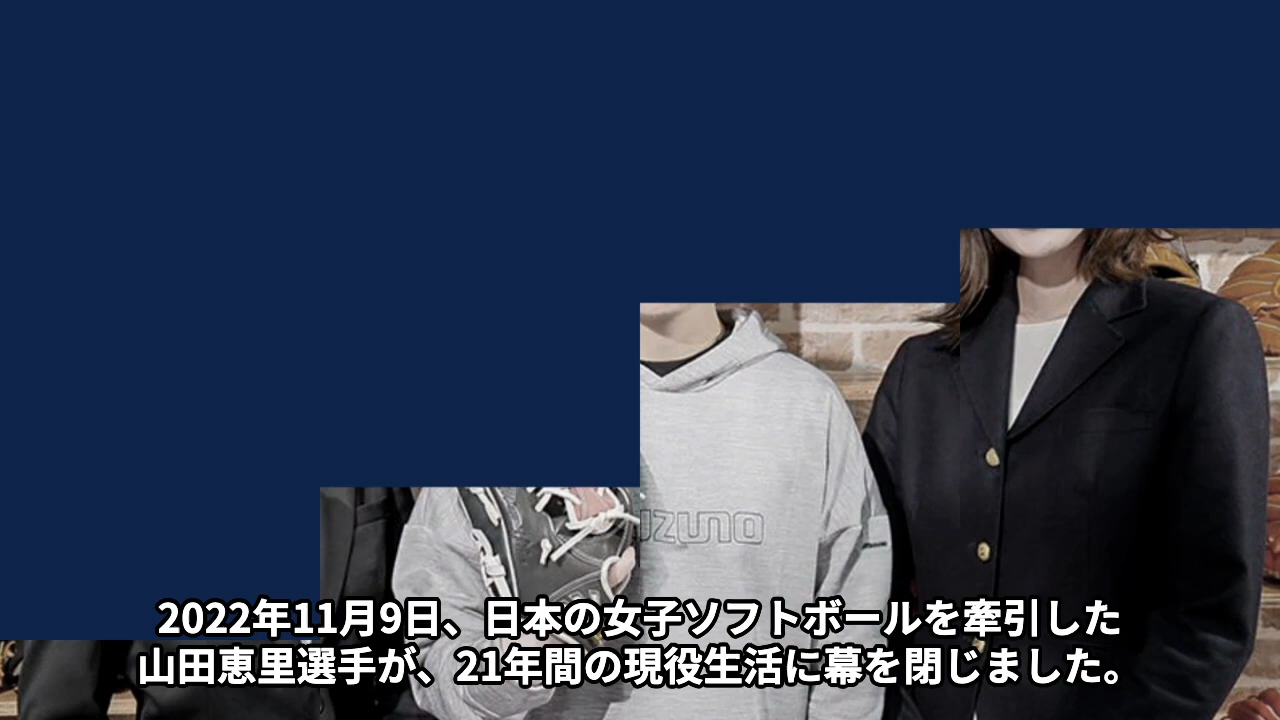 MIZUNO
2022年11月9日、日本の女子ソフトボールを牽引した
山田恵里選手が、21年間の現役生活に幕を閉じました。